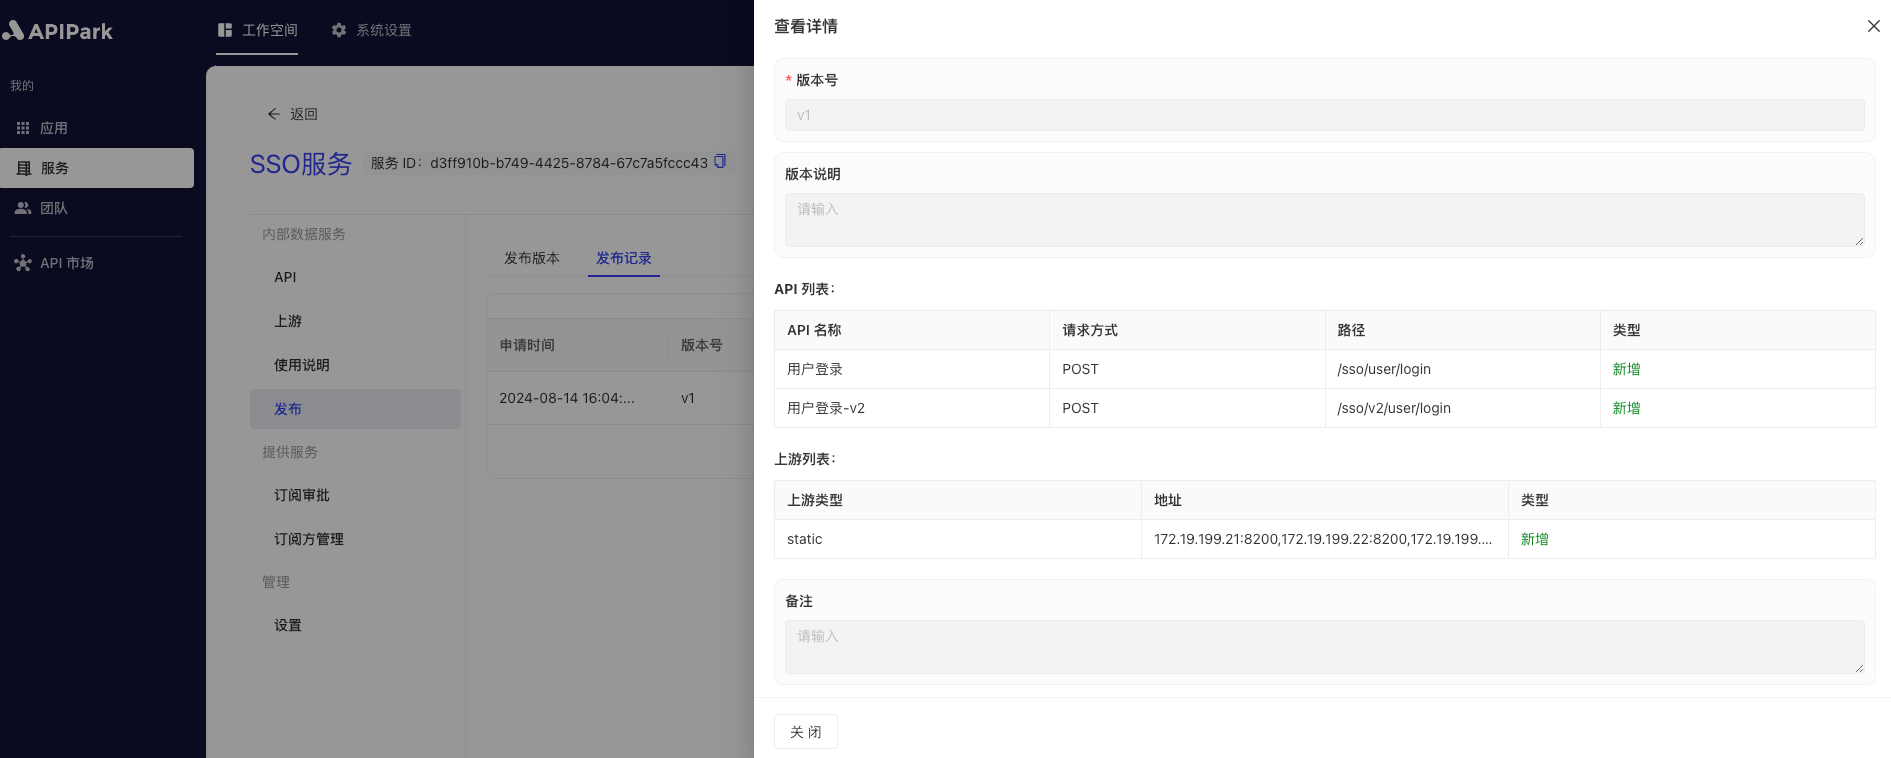 APIPark
工作空间
系统设置
我的
应用
服务
团队
API 市场
返回
SSO服务
服务 ID：d3ff910b-b749-4425-8784-67c7a5fccc43
内部数据服务
API
上游
使用说明
发布
提供服务
订阅审批
订阅方管理
管理
设置
发布版本
发布记录
申请时间
版本号
2024-08-14 16:04:...
v1
查看详情
* 版本号
v1
版本说明
请输入
API 列表：
API 名称 请求方式 路径 类型
用户登录 POST /sso/user/login 新增
用户登录-v2 POST /sso/v2/user/login 新增
上游列表：
上游类型 地址 类型
static 172.19.199.21:8200,172.19.199.22:8200,172.19.199.... 新增
备注
请输入
关 闭